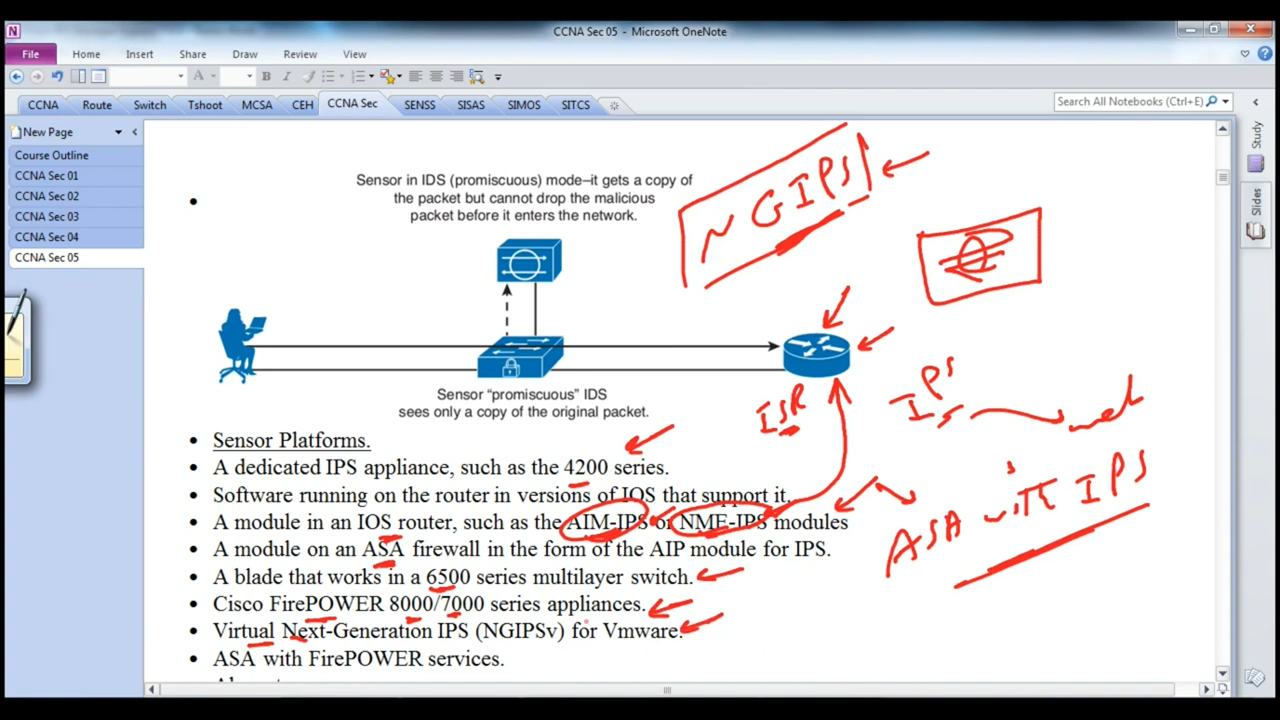 CCNA Sec 05 - Microsoft OneNote
File Home Insert Share Draw Review View
CCNA Route Switch Tshoot MCSA CEH CCNA Sec SENSS SISAS SIMOS SITCS
Search All Notebooks (Ctrl+E)
New Page
Course Outline
CCNA Sec 01
CCNA Sec 02
CCNA Sec 03
CCNA Sec 04
CCNA Sec 05
Study
Slides
Sensor in IDS (promiscuous) mode–it gets a copy of
the packet but cannot drop the malicious
packet before it enters the network.
NGIPS
Sensor "promiscuous" IDS
sees only a copy of the original packet.
ISR
IPS
ASA with IPS
• Sensor Platforms.
• A dedicated IPS appliance, such as the 4200 series.
• Software running on the router in versions of IOS that support it.
• A module in an IOS router, such as the AIM-IPS or NME-IPS modules
• A module on an ASA firewall in the form of the AIP module for IPS.
• A blade that works in a 6500 series multilayer switch.
• Cisco FirePOWER 8000/7000 series appliances.
• Virtual Next-Generation IPS (NGIPSv) for Vmware.
• ASA with FirePOWER services.